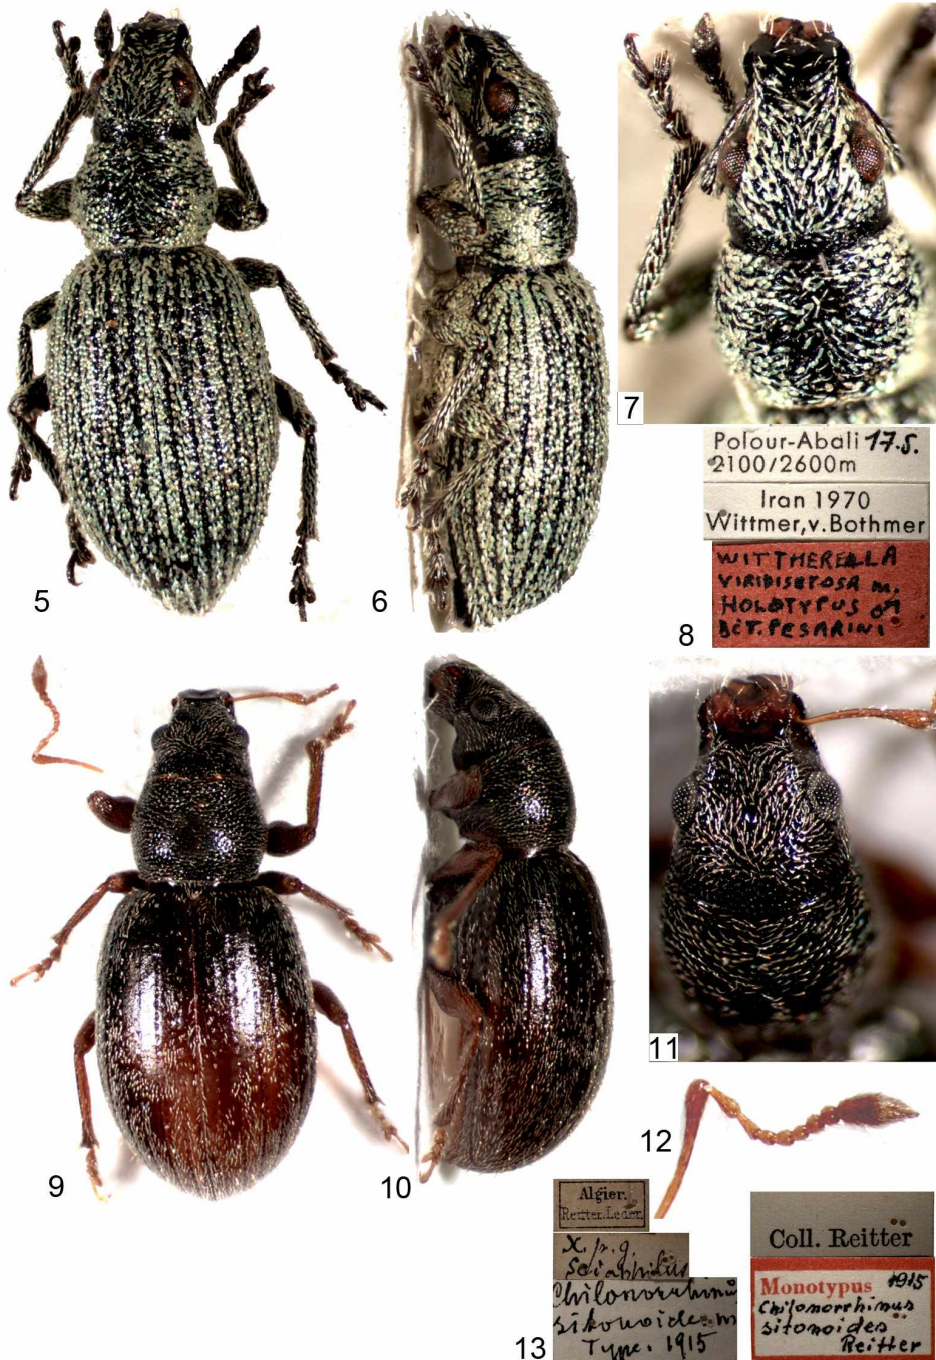 5
6
7
Polour-Abali 17.5.
2100/2600m
Iran 1970
Wittmer, v. Bothmer
WITTMERELLA
VIRIDISETOSA m.
HOLOTYPUS ♂
DET. PESARINI
8
9
10
11
12
Algier.
Reitter. Leder.
X. p. g.
Sciaphilus
Chilonorrhinus
sitonoides m
Type. 1915
13
Coll. Reitter
Monotypus 1915
Chilonorrhinus
sitonoides
Reitter